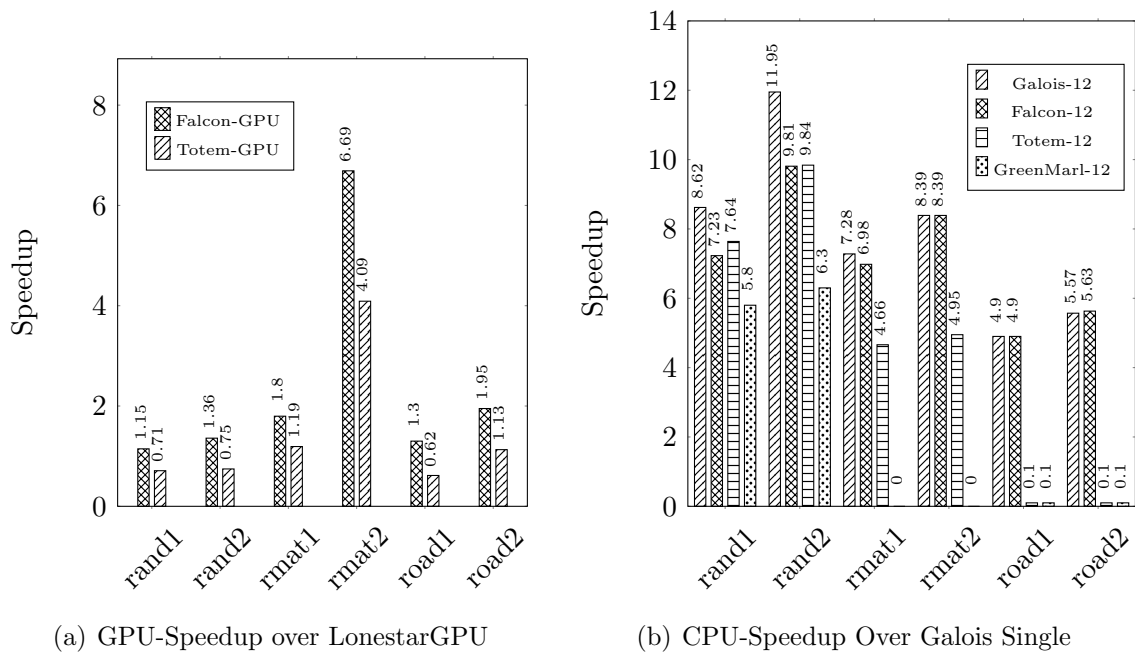 8
6
4
2
0
Speedup
Falcon-GPU
Totem-GPU
1.15
0.71
1.36
0.75
1.8
1.19
6.69
4.09
1.3
0.62
1.95
1.13
rand1
rand2
rmat1
rmat2
road1
road2
(a) GPU-Speedup over LonestarGPU
14
12
10
8
6
4
2
0
Speedup
Galois-12
Falcon-12
Totem-12
GreenMarl-12
8.62
7.23
7.64
5.8
11.95
9.81
9.84
6.3
7.28
6.98
4.66
0
8.39
8.39
4.95
0
4.9
4.9
0.1
0.1
5.57
5.63
0.1
0.1
rand1
rand2
rmat1
rmat2
road1
road2
(b) CPU-Speedup Over Galois Single